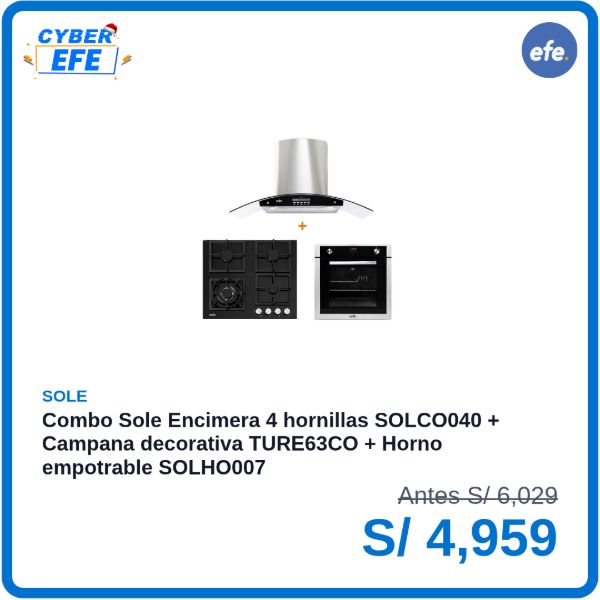 CYBER
EFE
efe.
+
SOLE
Combo Sole Encimera 4 hornillas SOLCO040 +
Campana decorativa TURE63CO + Horno
empotrable SOLHO007
Antes S/ 6,029
S/ 4,959